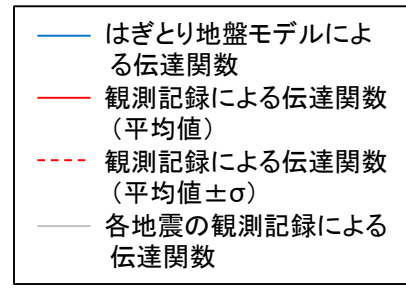 はぎとり地盤モデルによ
る伝達関数
観測記録による伝達関数
（平均値）
観測記録による伝達関数
（平均値±σ）
各地震の観測記録による
伝達関数